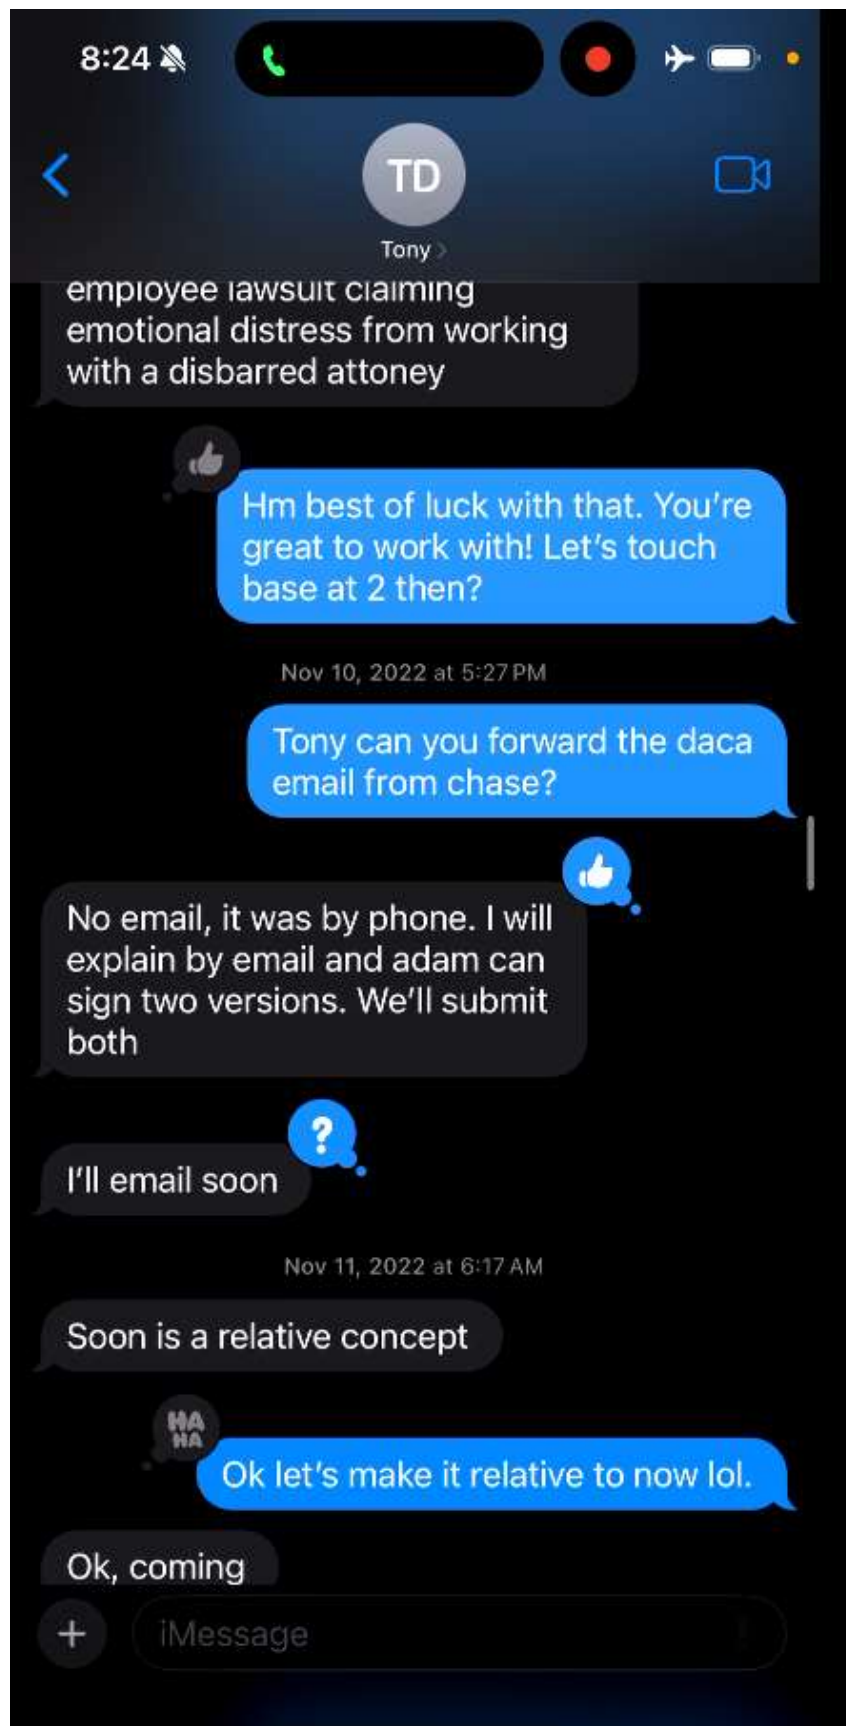 8:24
TD
Tony
employee lawsuit claiming
emotional distress from working
with a disbarred attoney
Hm best of luck with that. You're
great to work with! Let's touch
base at 2 then?
Nov 10, 2022 at 5:27 PM
Tony can you forward the daca
email from chase?
No email, it was by phone. I will
explain by email and adam can
sign two versions. We'll submit
both
?
I'll email soon
Nov 11, 2022 at 6:17 AM
Soon is a relative concept
HA
HA
Ok let's make it relative to now lol.
Ok, coming
iMessage